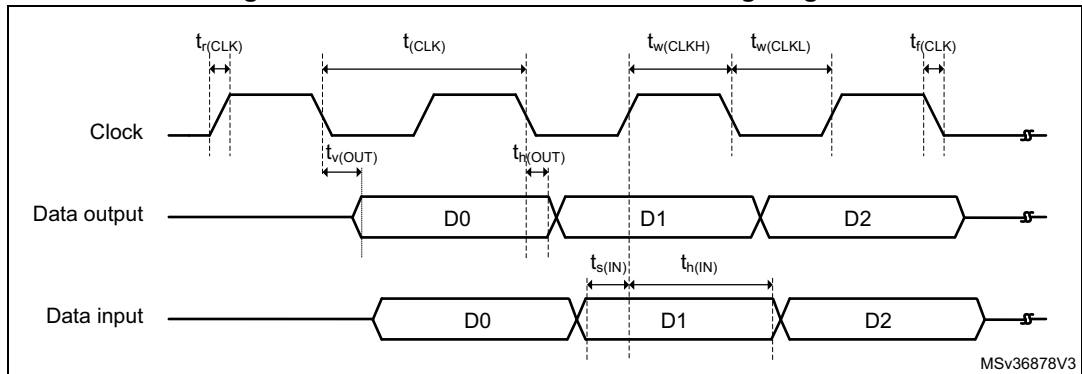 tr(CLK) t(CLK) tw(CLKH) tw(CLKL) tf(CLK)
Clock
tv(OUT) th(OUT)
Data output D0 D1 D2
ts(IN) th(IN)
Data input D0 D1 D2
MSv36878V3